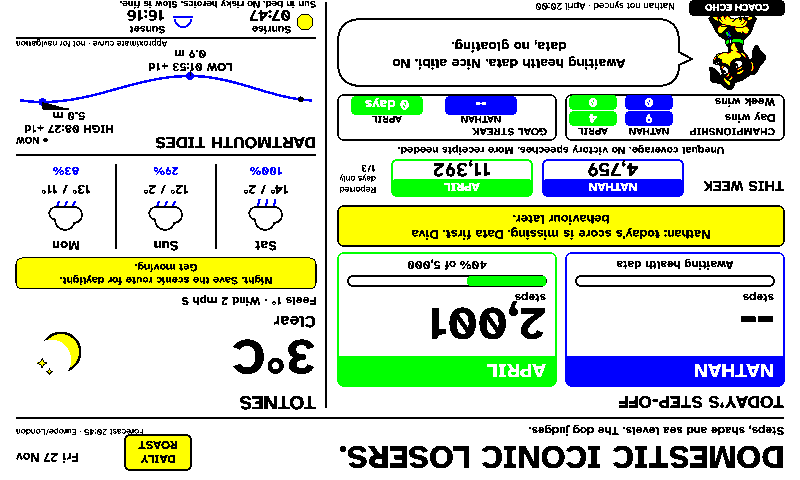 DOMESTIC ICONIC LOSERS.
Steps, shade and sea levels. The dog judges.
DAILY
ROAST
Fri 27 Nov
Forecast 20:45 · Europe/London
TODAY'S STEP-OFF
NATHAN
--
steps
Awaiting health data
APRIL
2,001
steps
40% of 5,000
Nathan: today's score is missing. Data first. Diva
behaviour later.
THIS WEEK
NATHAN
4,759
APRIL
11,392
Reported
days only
1/3
Unequal coverage. No victory speeches. More receipts needed.
CHAMPIONSHIP
NATHAN
APRIL
Day wins
9
4
Week wins
0
0
GOAL STREAK
NATHAN
--
APRIL
0 days
Awaiting health data. Nice alibi. No
data, no gloating.
COACH ECHO
Nathan not synced · April 20:00
TOTNES
3°C
Clear
Feels 1° · Wind 2 mph S
Night. Save the scenic route for daylight.
Get moving.
Sat
14° / 2°
100%
Sun
12° / 2°
29%
Mon
13° / 11°
83%
DARTMOUTH TIDES
• NOW
HIGH 08:27 +1d
5.0 m
LOW 01:53 +1d
0.9 m
Approximate curve · not for navigation
Sunrise
07:47
Sunset
16:16
Sun in bed. No risky heroics. Slow is fine.